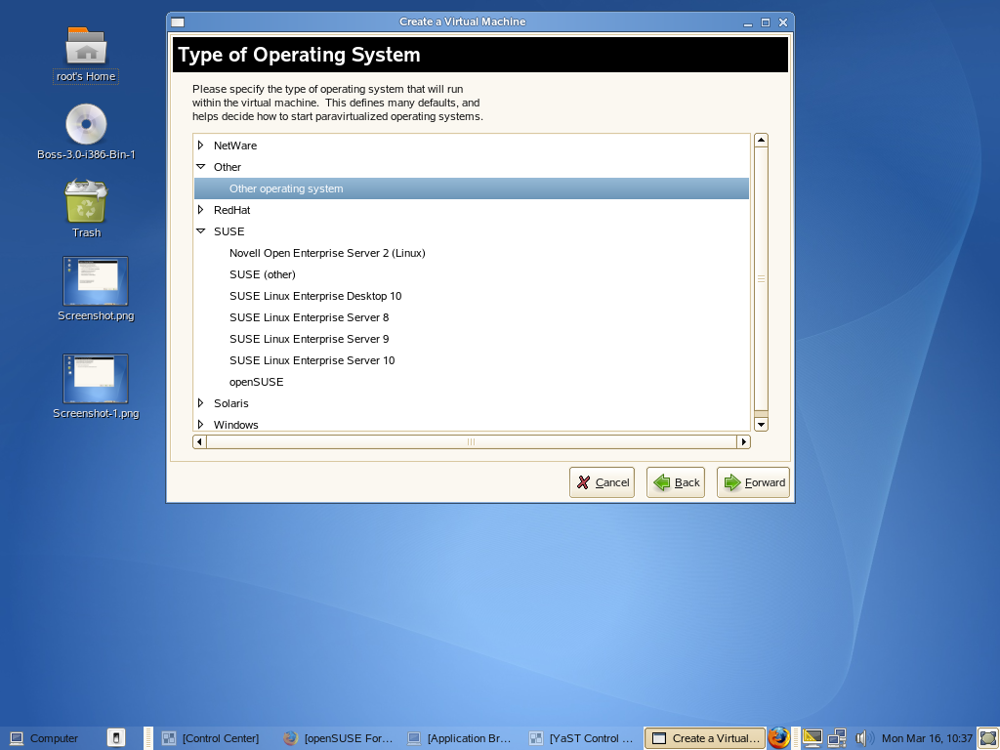 Create a Virtual Machine
Type of Operating System
Please specify the type of operating system that will run
within the virtual machine.  This defines many defaults, and
helps decide how to start paravirtualized operating systems.
NetWare
Other
Other operating system
RedHat
SUSE
Novell Open Enterprise Server 2 (Linux)
SUSE (other)
SUSE Linux Enterprise Desktop 10
SUSE Linux Enterprise Server 8
SUSE Linux Enterprise Server 9
SUSE Linux Enterprise Server 10
openSUSE
Solaris
Windows
Cancel
Back
Forward
root's Home
Boss-3.0-i386-Bin-1
Trash
Screenshot.png
Screenshot-1.png
Computer
[Control Center]
[openSUSE For...
[Application Br...
[YaST Control ...
Create a Virtual...
Mon Mar 16, 10:37